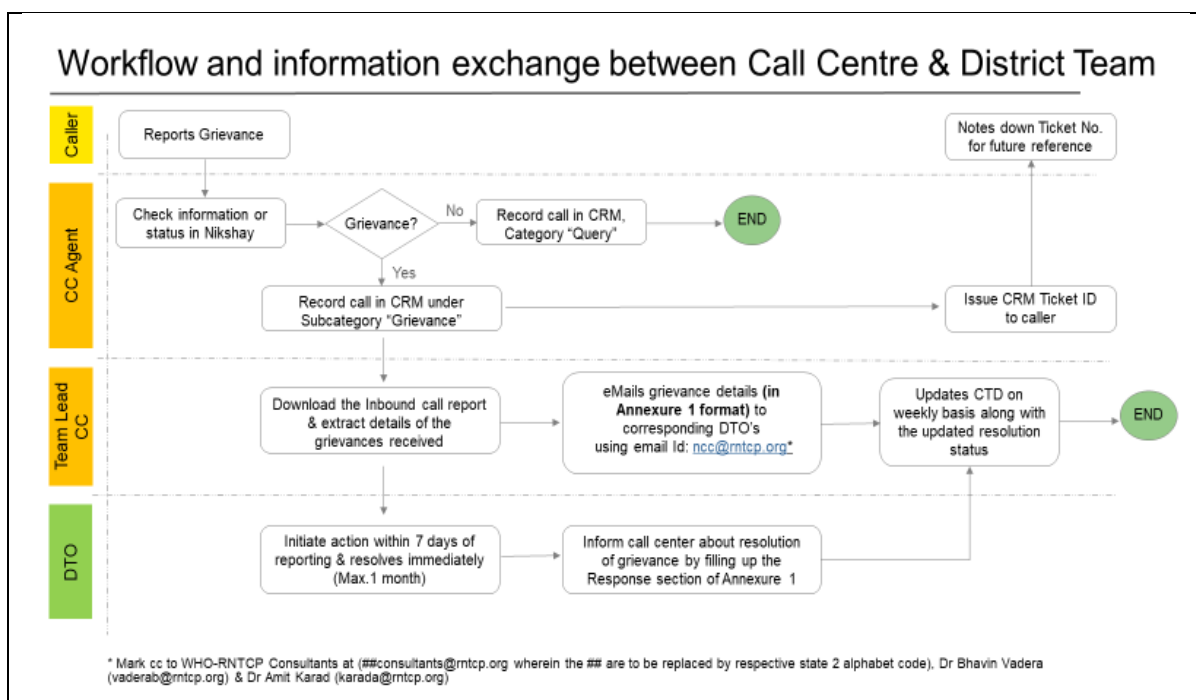 Workflow and information exchange between Call Centre & District Team
Caller
Reports Grievance
Notes down Ticket No.
for future reference
CC Agent
Check information or
status in Nikshay
Grievance?
No
Record call in CRM,
Category “Query”
END
Yes
Record call in CRM under
Subcategory “Grievance”
Issue CRM Ticket ID
to caller
Team Lead
CC
Download the Inbound call report
& extract details of the
grievances received
eMails grievance details (in
Annexure 1 format) to
corresponding DTO’s
using email Id: ncc@rntcp.org*
Updates CTD on
weekly basis along with
the updated resolution
status
END
DTO
Initiate action within 7 days of
reporting & resolves immediately
(Max.1 month)
Inform call center about resolution
of grievance by filling up the
Response section of Annexure 1
* Mark cc to WHO-RNTCP Consultants at (##consultants@rntcp.org wherein the ## are to be replaced by respective state 2 alphabet code), Dr Bhavin Vadera
(vaderab@rntcp.org) & Dr Amit Karad (karada@rntcp.org)